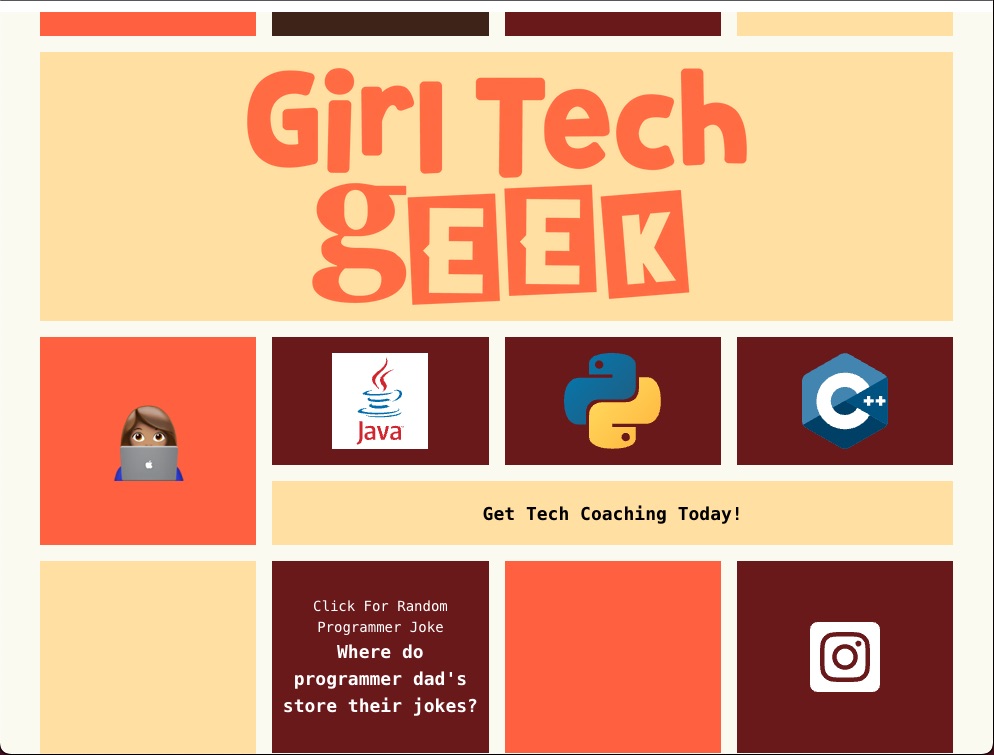 Girl Tech
gEEK
Java
C++
Get Tech Coaching Today!
Click For Random
Programmer Joke
Where do
programmer dad's
store their jokes?